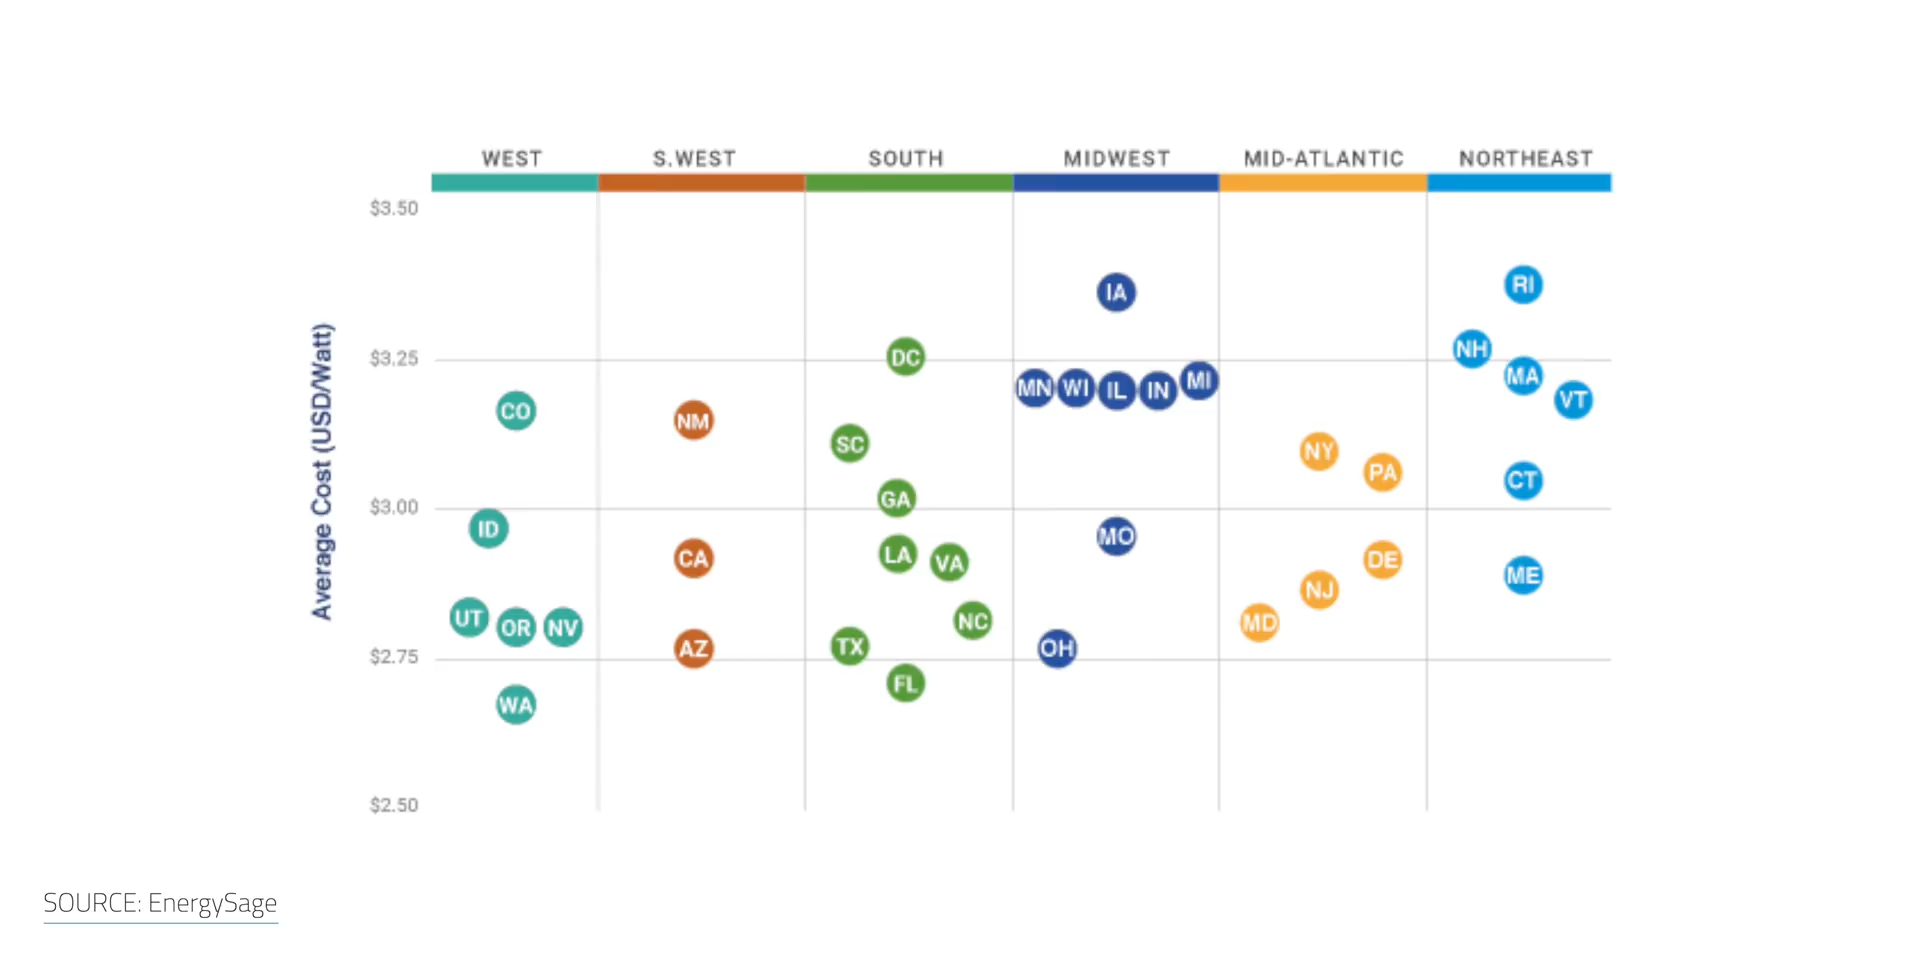 WEST S.WEST SOUTH MIDWEST MID-ATLANTIC NORTHEAST
$3.50
RI
IA
NH
$3.25
DC
MA
MI
MN WI IL IN
VT
CO
NM
SC
NY
PA
CT
GA
$3.00
ID
MO
LA
VA
CA
DE
ME
NJ
UT
NC
MD
OR NV
TX
AZ
OH
$2.75
FL
WA
$2.50
Average Cost (USD/Watt)
SOURCE: EnergySage